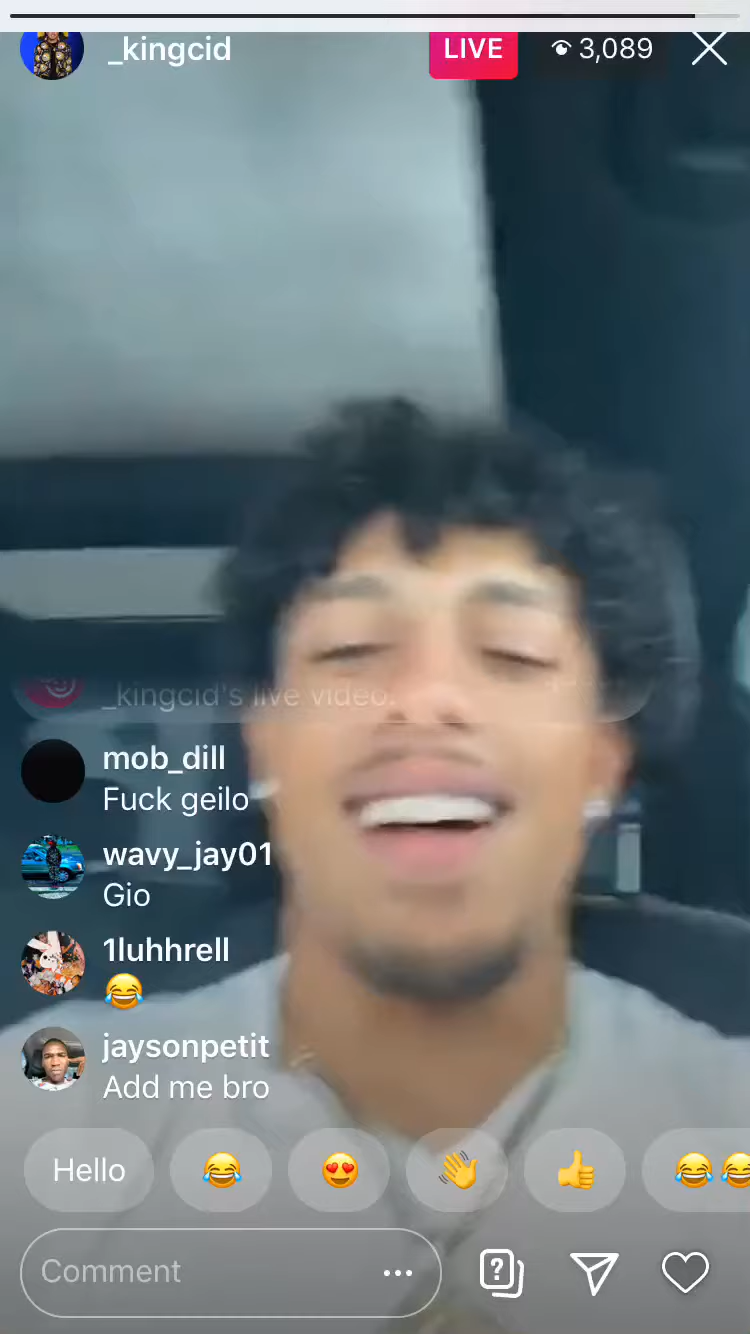 _kingcid
LIVE
3,089
_kingcid's live video.
mob_dill
Fuck geilo
wavy_jay01
Gio
1luhhrell
😂
jaysonpetit
Add me bro
Hello 😂 😍 👋 👍 😂😂
Comment